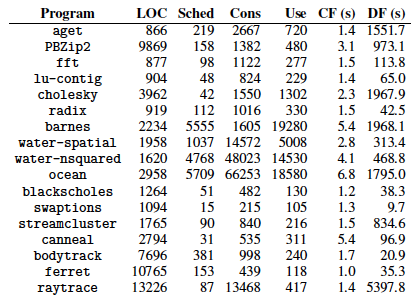 Program LOC Sched Cons Use CF (s) DF (s)
aget 866 219 2667 720 1.4 1551.7
PBZip2 9869 158 1382 480 3.1 973.1
fft 877 98 1122 277 1.5 113.8
lu-contig 904 48 824 229 1.4 65.0
cholesky 3962 42 1550 1302 2.3 1967.9
radix 919 112 1016 330 1.5 42.5
barnes 2234 5555 1605 19280 5.4 1968.1
water-spatial 1958 1037 14572 5008 2.8 313.4
water-nsquared 1620 4768 48023 14530 4.1 468.8
ocean 2958 5709 66253 18580 6.8 1795.0
blackscholes 1264 51 482 130 1.2 38.3
swaptions 1094 15 215 105 1.3 9.7
streamcluster 1765 90 840 216 1.5 834.6
canneal 2794 31 535 311 5.4 96.9
bodytrack 7696 381 998 240 1.7 20.9
ferret 10765 153 439 118 1.0 35.3
raytrace 13226 87 13468 417 1.4 5397.8